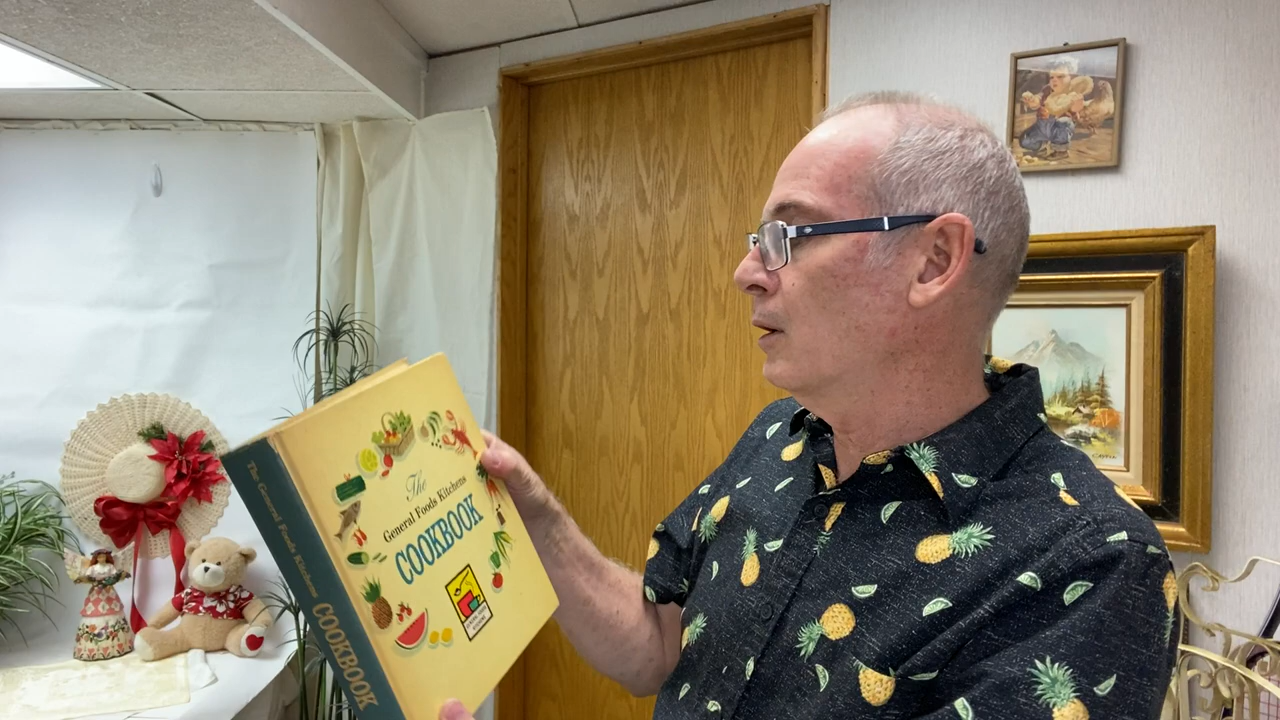 The General Foods Kitchens COOKBOOK
The
General Foods Kitchens
COOKBOOK